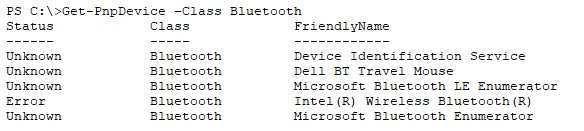 PS C:\>Get-PnpDevice -Class Bluetooth
Status Class FriendlyName
------ ----- ------------
Unknown Bluetooth Device Identification Service
Unknown Bluetooth Dell BT Travel Mouse
Unknown Bluetooth Microsoft Bluetooth LE Enumerator
Error Bluetooth Intel(R) Wireless Bluetooth(R)
Unknown Bluetooth Microsoft Bluetooth Enumerator